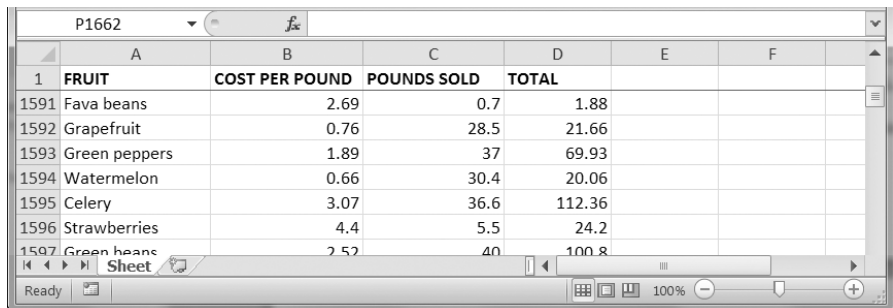 P1662 fx
A B C D E F
1 FRUIT COST PER POUND POUNDS SOLD TOTAL
1591 Fava beans 2.69 0.7 1.88
1592 Grapefruit 0.76 28.5 21.66
1593 Green peppers 1.89 37 69.93
1594 Watermelon 0.66 30.4 20.06
1595 Celery 3.07 36.6 112.36
1596 Strawberries 4.4 5.5 24.2
1597 Green beans 2.52 40 100.8
Sheet
Ready 100%